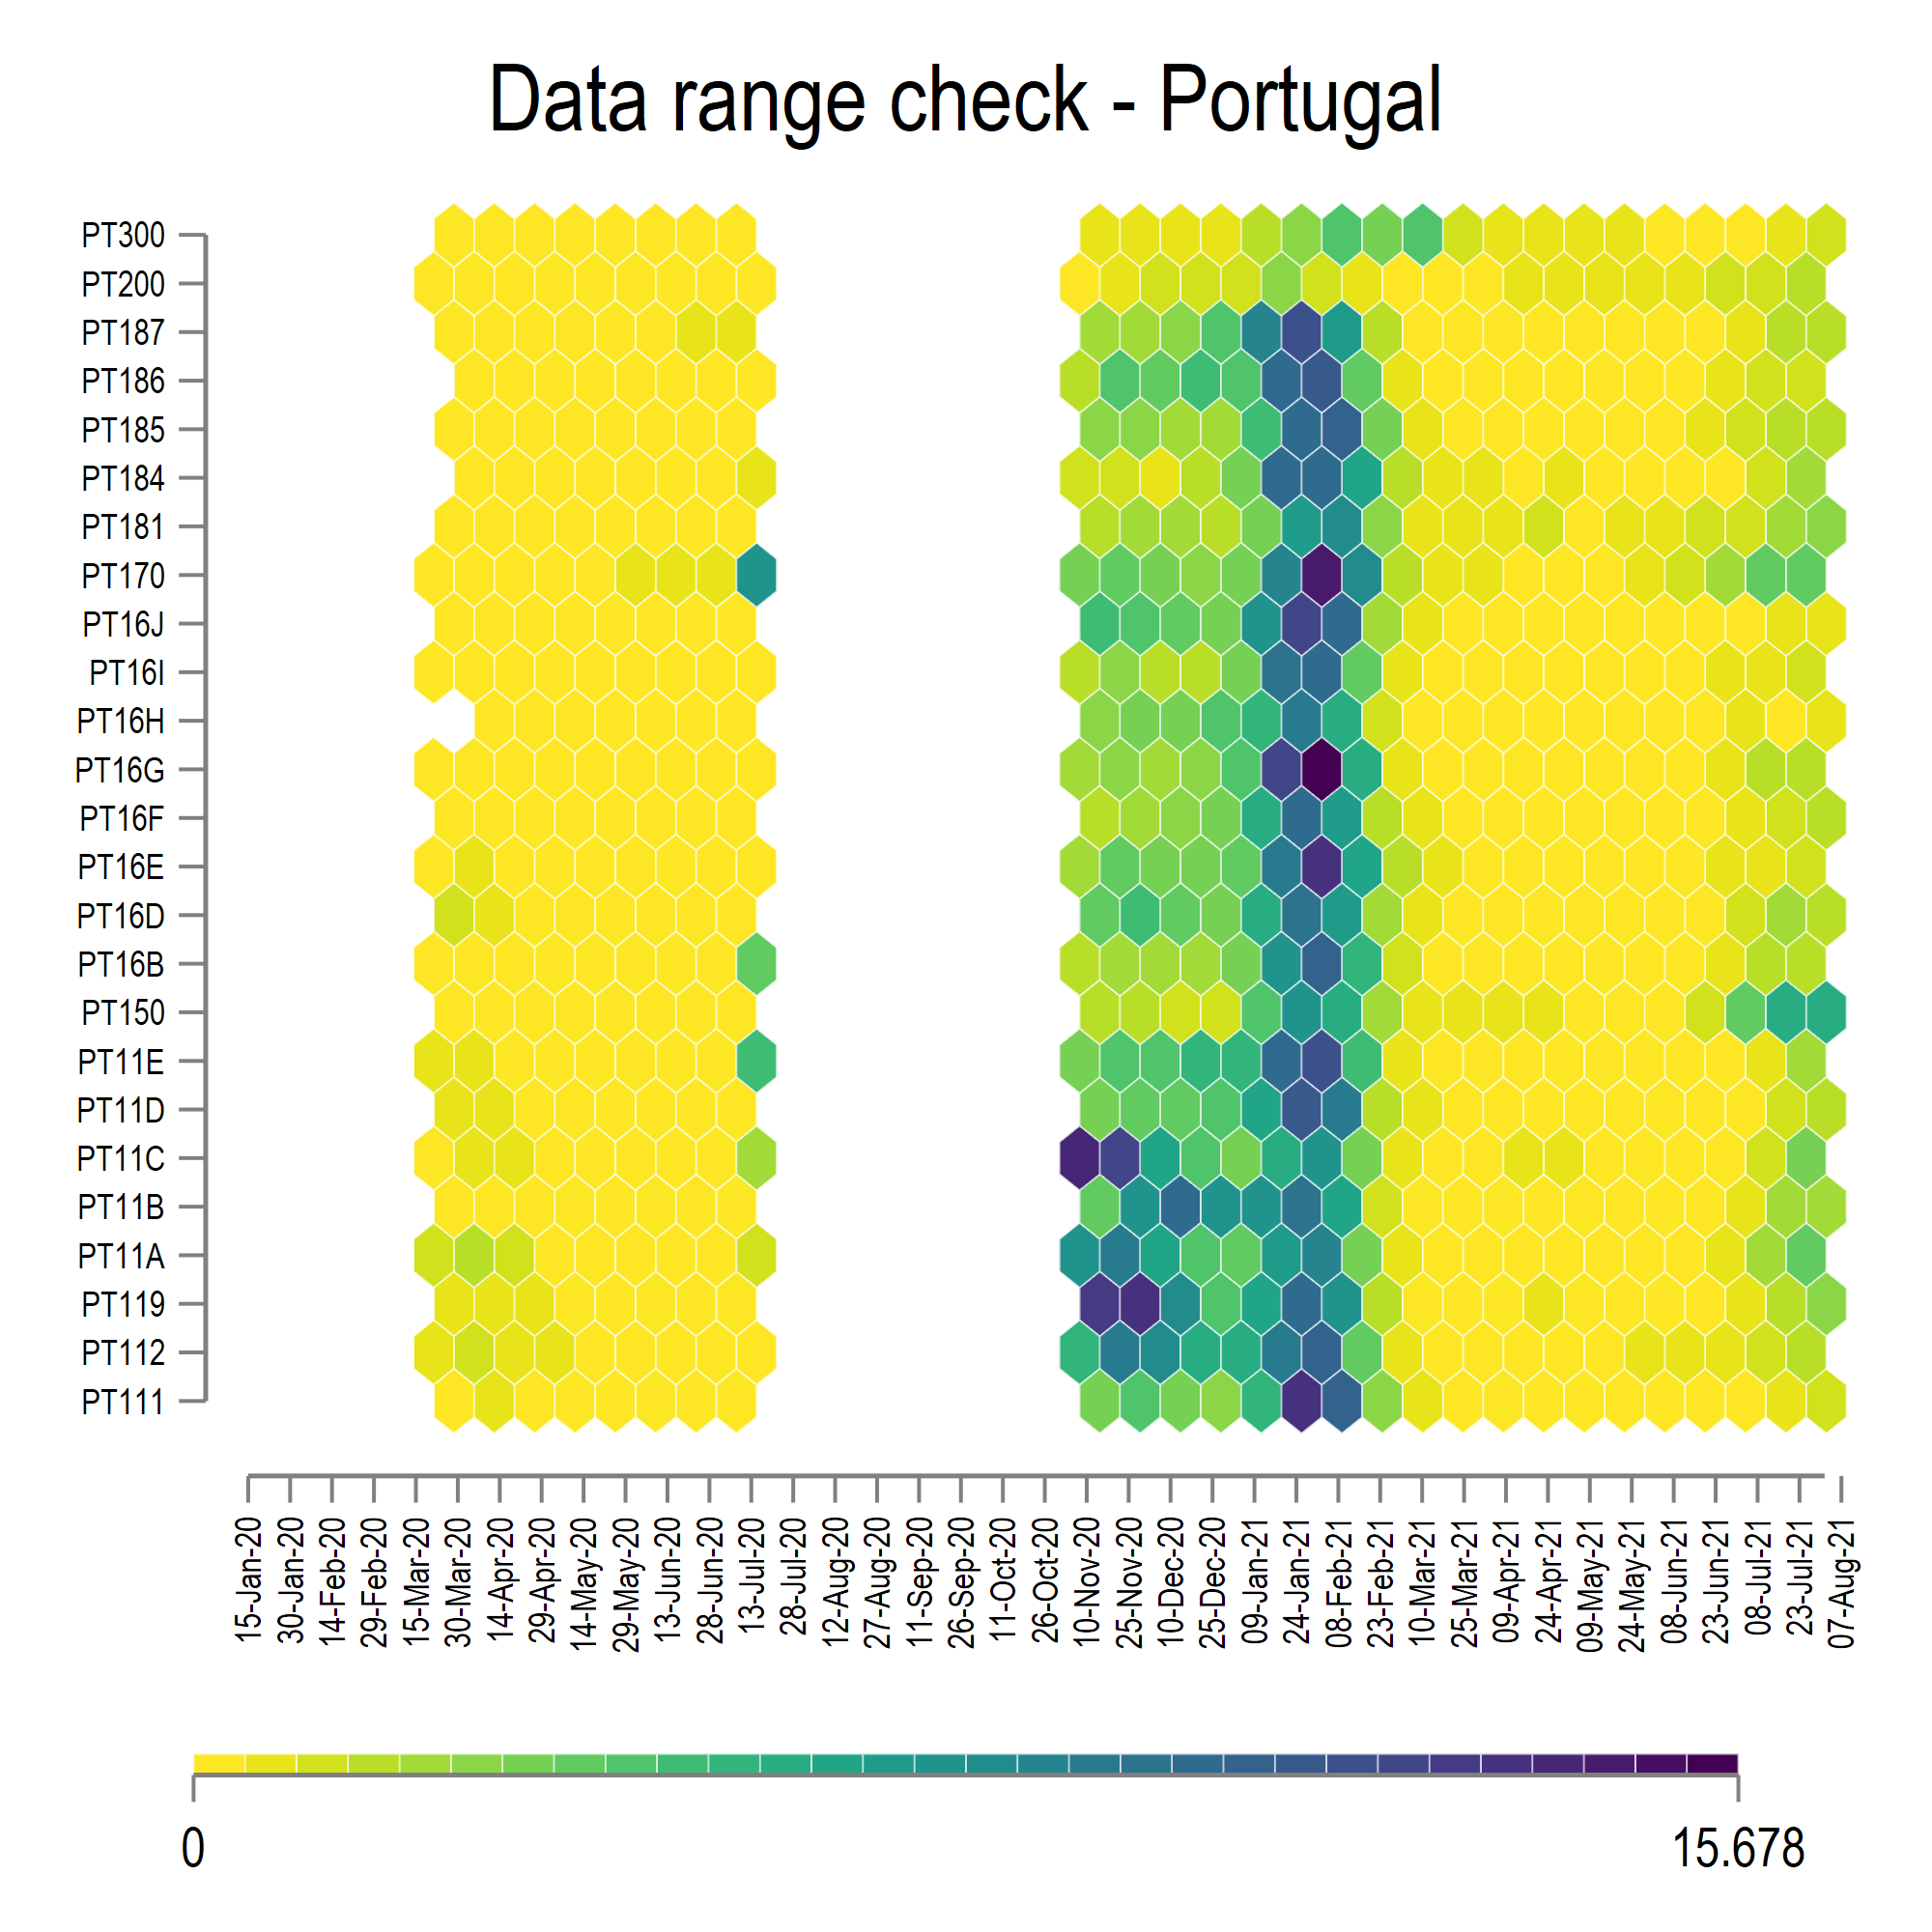 Data range check - Portugal
PT300
PT200
PT187
PT186
PT185
PT184
PT181
PT170
PT16J
PT16I
PT16H
PT16G
PT16F
PT16E
PT16D
PT16B
PT150
PT11E
PT11D
PT11C
PT11B
PT11A
PT119
PT112
PT111
15-Jan-20
30-Jan-20
14-Feb-20
29-Feb-20
15-Mar-20
30-Mar-20
14-Apr-20
29-Apr-20
14-May-20
29-May-20
13-Jun-20
28-Jun-20
13-Jul-20
28-Jul-20
12-Aug-20
27-Aug-20
11-Sep-20
26-Sep-20
11-Oct-20
26-Oct-20
10-Nov-20
25-Nov-20
10-Dec-20
25-Dec-20
09-Jan-21
24-Jan-21
08-Feb-21
23-Feb-21
10-Mar-21
25-Mar-21
09-Apr-21
24-Apr-21
09-May-21
24-May-21
08-Jun-21
23-Jun-21
08-Jul-21
23-Jul-21
07-Aug-21
0
15.678